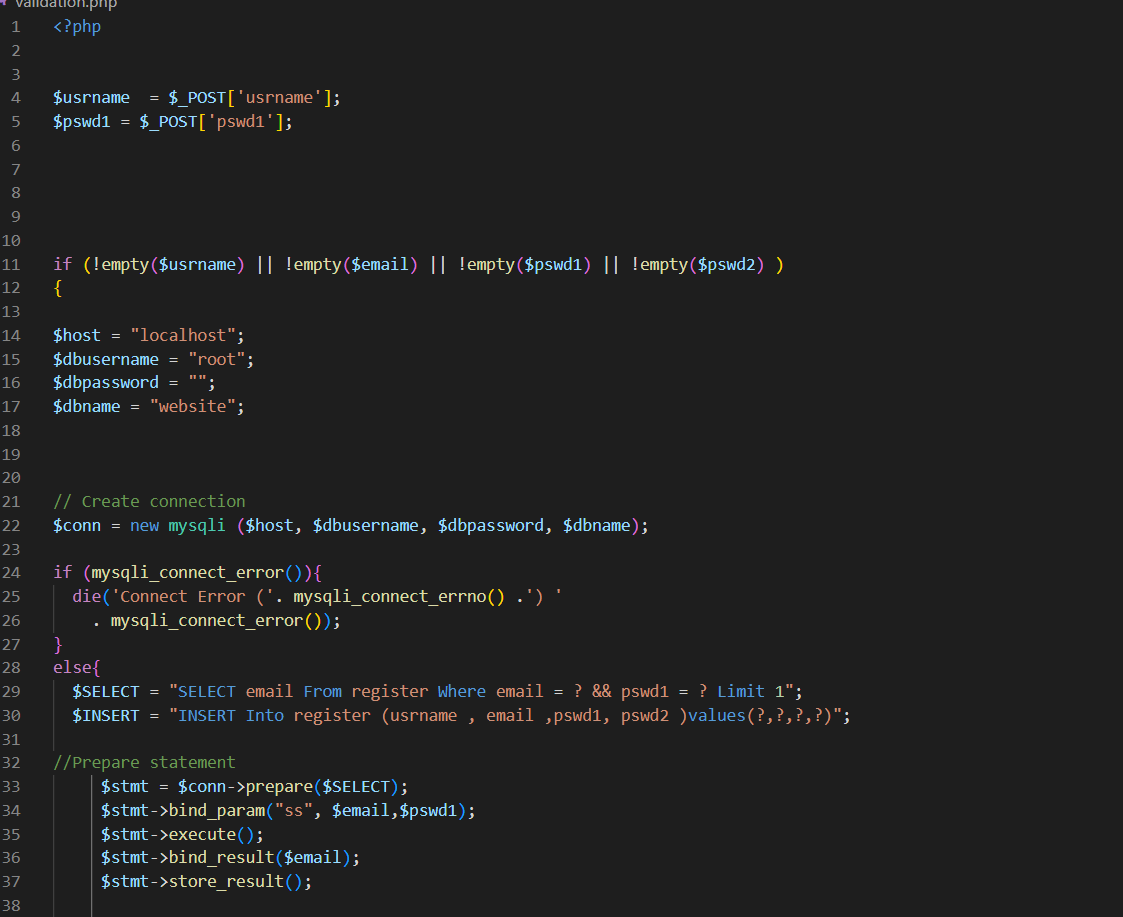 validation.php
1 <?php
2
3
4 $usrname  = $_POST['usrname'];
5 $pswd1 = $_POST['pswd1'];
6
7
8
9
10
11 if (!empty($usrname) || !empty($email) || !empty($pswd1) || !empty($pswd2) )
12 {
13
14 $host = "localhost";
15 $dbusername = "root";
16 $dbpassword = "";
17 $dbname = "website";
18
19
20
21 // Create connection
22 $conn = new mysqli ($host, $dbusername, $dbpassword, $dbname);
23
24 if (mysqli_connect_error()){
25   die('Connect Error ('. mysqli_connect_errno() .') '
26     . mysqli_connect_error());
27 }
28 else{
29   $SELECT = "SELECT email From register Where email = ? && pswd1 = ? Limit 1";
30   $INSERT = "INSERT Into register (usrname , email ,pswd1, pswd2 )values(?,?,?,?)";
31
32 //Prepare statement
33      $stmt = $conn->prepare($SELECT);
34      $stmt->bind_param("ss", $email,$pswd1);
35      $stmt->execute();
36      $stmt->bind_result($email);
37      $stmt->store_result();
38